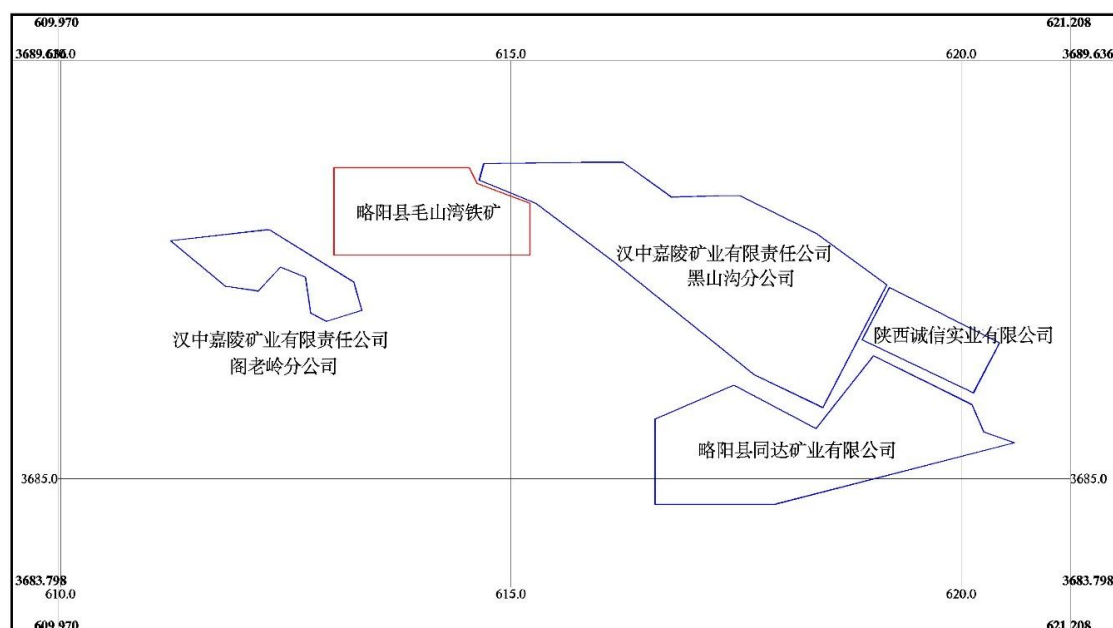 609.970
621.208
3689.636
610.0
615.0
620.0
3689.636
略阳县毛山湾铁矿
汉中嘉陵矿业有限责任公司
黑山沟分公司
汉中嘉陵矿业有限责任公司
阁老岭分公司
陕西诚信实业有限公司
略阳县同达矿业有限公司
3685.0
3685.0
3683.798
3683.798
610.0
615.0
620.0
609.970
621.208